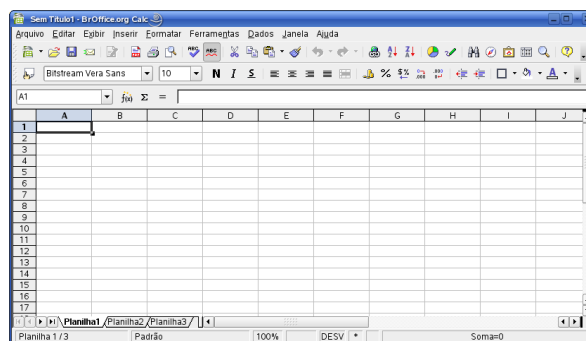 Sem Título1 - BrOffice.org Calc
Arquivo Editar Exibir Inserir Formatar Ferramentas Dados Janela Ajuda
Bitstream Vera Sans 10 N I S
A1 f(x) Σ =
A B C D E F G H I J
1
2
3
4
5
6
7
8
9
10
11
12
13
14
15
16
17
Planilha1 Planilha2 Planilha3
Planilha 1 / 3 Padrão 100% DESV * Soma=0